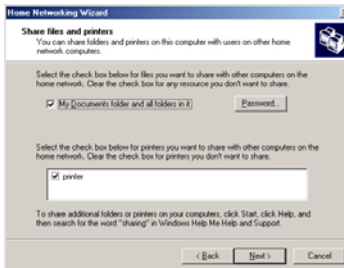 Home Networking Wizard
Share files and printers
You can share folders and printers on this computer with users on other home
network computers.
Select the check box below for files you want to share with other computers on the
home network. Clear the check box for any resource you don't want to share.
My Documents folder and all folders in it.
Password...
Select the check box below for printers you want to share with other computers on the
home network. Clear the check box for printers you don't want to share.
printer
To share additional folders or printers on your computers, click Start, click Help, and
then search for the word "sharing" in Windows Help Me Help and Support.
< Back
Next >
Cancel